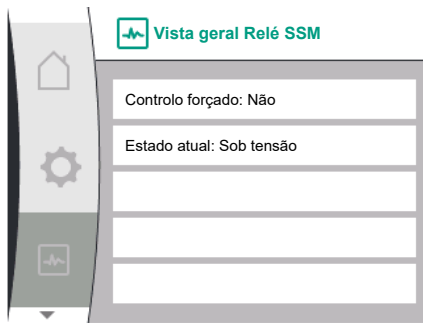 Vista geral Relé SSM
Controlo forçado: Não
Estado atual: Sob tensão